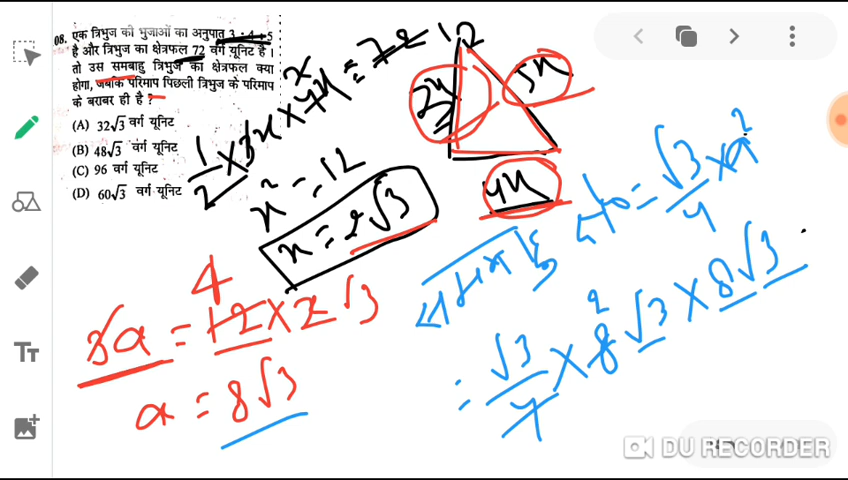 08. एक त्रिभुज की भुजाओं का अनुपात 3 : 4 : 5
है और त्रिभुज का क्षेत्रफल 72 वर्ग यूनिट है।
तो उस समबाहु त्रिभुज का क्षेत्रफल क्या
होगा, जबकि परिमाप पिछली त्रिभुज के परिमाप
के बराबर ही है ?
(A) 32√3 वर्ग यूनिट
(B) 48√3 वर्ग यूनिट
(C) 96 वर्ग यूनिट
(D) 60√3 वर्ग यूनिट
1/2 × 3x × 4x = 72 12
2
x² = 12
x = 2√3
3x
5x
4x
4
3a = 12 × 2√3
a = 8√3
= √3/4 × a²
2
= √3/4 × 8√3 × 8√3
DU RECORDER